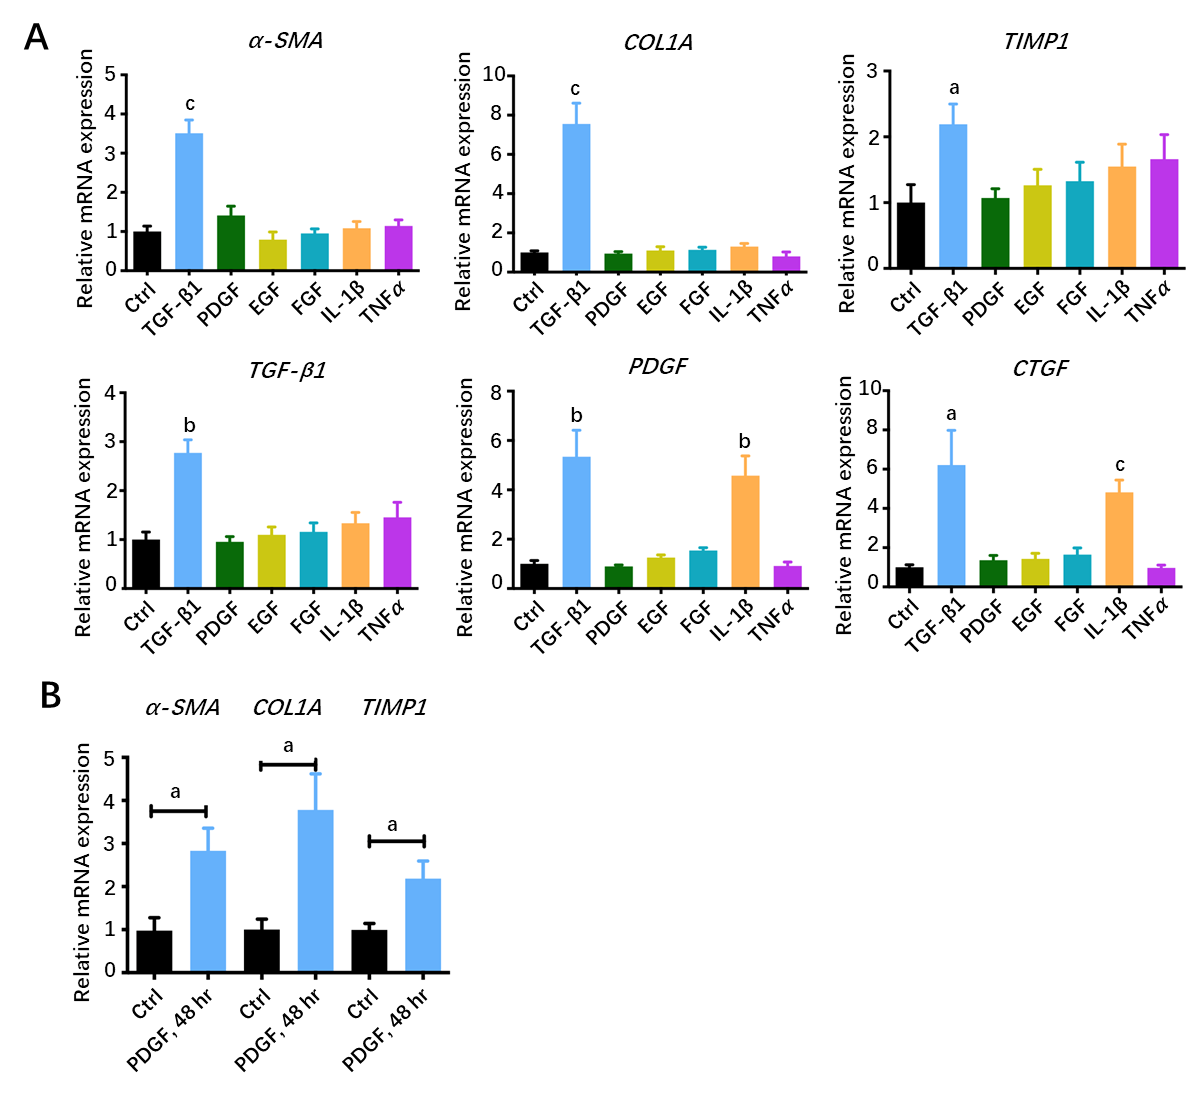 A
α-SMA
Relative mRNA expression
5
4
3
2
1
0
c
Ctrl
TGF-β1
PDGF
EGF
FGF
IL-1β
TNFα
COL1A
Relative mRNA expression
10
8
6
4
2
0
c
Ctrl
TGF-β1
PDGF
EGF
FGF
IL-1β
TNFα
TIMP1
Relative mRNA expression
3
2
1
0
a
Ctrl
TGF-β1
PDGF
EGF
FGF
IL-1β
TNFα
TGF-β1
Relative mRNA expression
4
3
2
1
0
b
Ctrl
TGF-β1
PDGF
EGF
FGF
IL-1β
TNFα
PDGF
Relative mRNA expression
8
6
4
2
0
b
b
Ctrl
TGF-β1
PDGF
EGF
FGF
IL-1β
TNFα
CTGF
Relative mRNA expression
10
8
6
4
2
0
a
c
Ctrl
TGF-β1
PDGF
EGF
FGF
IL-1β
TNFα
B
α-SMA COL1A TIMP1
Relative mRNA expression
5
4
3
2
1
0
a
a
a
Ctrl
PDGF, 48 hr
Ctrl
PDGF, 48 hr
Ctrl
PDGF, 48 hr